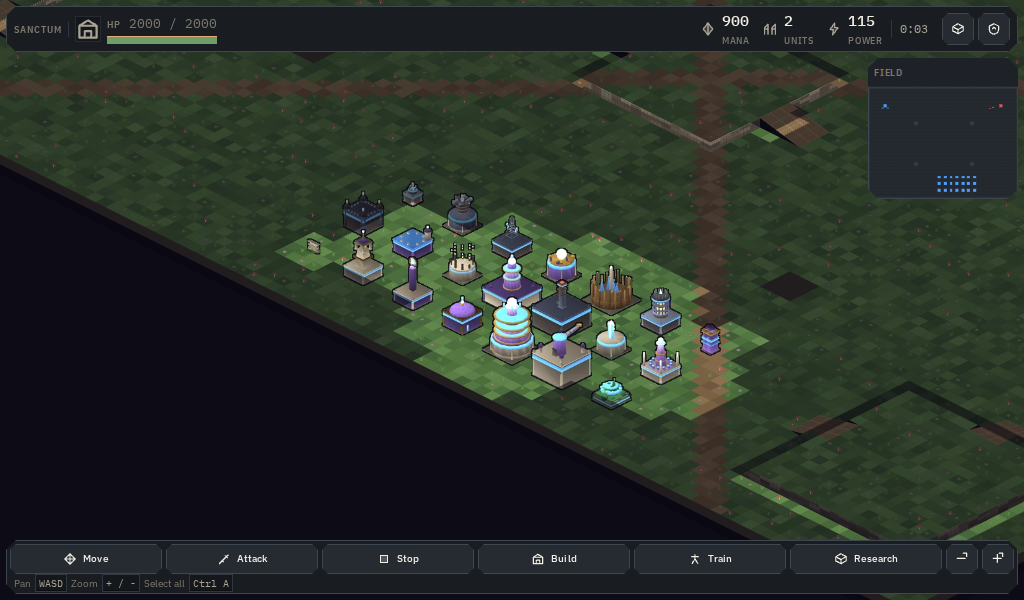 SANCTUM
HP 2000 / 2000
900 MANA
2 UNITS
115 POWER
0:03
FIELD
Move
Attack
Stop
Build
Train
Research
Pan WASD Zoom + / - Select all Ctrl A